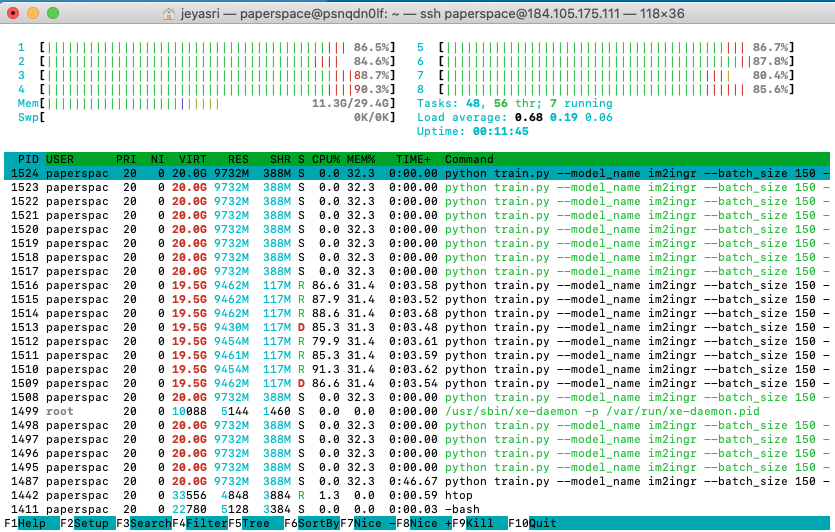 jeyasri — paperspace@psnqdn0lf: ~ — ssh paperspace@184.105.175.111 — 118×36
1 [||||||||||||||||||||||||||||||||||||| 86.5%] 5 [||||||||||||||||||||||||||||||||||||| 86.7%]
2 [|||||||||||||||||||||||||||||||||||| 84.6%] 6 [||||||||||||||||||||||||||||||||||||||87.8%]
3 [||||||||||||||||||||||||||||||||||||||88.7%] 7 [||||||||||||||||||||||||||||||||||| 80.4%]
4 [||||||||||||||||||||||||||||||||||||||90.3%] 8 [||||||||||||||||||||||||||||||||||||| 85.6%]
Mem[||||||||||||||||||||| 11.3G/29.4G] Tasks: 48, 56 thr; 7 running
Swp[ 0K/0K] Load average: 0.68 0.19 0.06
Uptime: 00:11:45
PID USER PRI NI VIRT RES SHR S CPU% MEM% TIME+ Command
1524 paperspac 20 0 20.0G 9732M 388M S 0.0 32.3 0:00.00 python train.py --model_name im2ingr --batch_size 150 -
1523 paperspac 20 0 20.0G 9732M 388M S 0.0 32.3 0:00.00 python train.py --model_name im2ingr --batch_size 150 -
1522 paperspac 20 0 20.0G 9732M 388M S 0.0 32.3 0:00.00 python train.py --model_name im2ingr --batch_size 150 -
1521 paperspac 20 0 20.0G 9732M 388M S 0.0 32.3 0:00.00 python train.py --model_name im2ingr --batch_size 150 -
1520 paperspac 20 0 20.0G 9732M 388M S 0.0 32.3 0:00.00 python train.py --model_name im2ingr --batch_size 150 -
1519 paperspac 20 0 20.0G 9732M 388M S 0.0 32.3 0:00.00 python train.py --model_name im2ingr --batch_size 150 -
1518 paperspac 20 0 20.0G 9732M 388M S 0.0 32.3 0:00.00 python train.py --model_name im2ingr --batch_size 150 -
1517 paperspac 20 0 20.0G 9732M 388M S 0.0 32.3 0:00.00 python train.py --model_name im2ingr --batch_size 150 -
1516 paperspac 20 0 19.5G 9462M 117M R 86.6 31.4 0:03.58 python train.py --model_name im2ingr --batch_size 150 -
1515 paperspac 20 0 19.5G 9462M 117M R 87.9 31.4 0:03.52 python train.py --model_name im2ingr --batch_size 150 -
1514 paperspac 20 0 19.5G 9462M 117M R 88.6 31.4 0:03.68 python train.py --model_name im2ingr --batch_size 150 -
1513 paperspac 20 0 19.5G 9430M 117M D 85.3 31.3 0:03.48 python train.py --model_name im2ingr --batch_size 150 -
1512 paperspac 20 0 19.5G 9454M 117M R 79.9 31.4 0:03.61 python train.py --model_name im2ingr --batch_size 150 -
1511 paperspac 20 0 19.5G 9461M 117M R 85.3 31.4 0:03.59 python train.py --model_name im2ingr --batch_size 150 -
1510 paperspac 20 0 19.5G 9454M 117M R 91.3 31.4 0:03.62 python train.py --model_name im2ingr --batch_size 150 -
1509 paperspac 20 0 19.5G 9462M 117M D 86.6 31.4 0:03.54 python train.py --model_name im2ingr --batch_size 150 -
1508 paperspac 20 0 20.0G 9732M 388M S 0.0 32.3 0:00.00 python train.py --model_name im2ingr --batch_size 150 -
1499 root 20 0 10088 5144 1460 S 0.0 0.0 0:00.00 /usr/sbin/xe-daemon -p /var/run/xe-daemon.pid
1498 paperspac 20 0 20.0G 9732M 388M S 0.0 32.3 0:00.00 python train.py --model_name im2ingr --batch_size 150 -
1497 paperspac 20 0 20.0G 9732M 388M S 0.0 32.3 0:00.00 python train.py --model_name im2ingr --batch_size 150 -
1496 paperspac 20 0 20.0G 9732M 388M S 0.0 32.3 0:00.00 python train.py --model_name im2ingr --batch_size 150 -
1495 paperspac 20 0 20.0G 9732M 388M S 0.0 32.3 0:00.00 python train.py --model_name im2ingr --batch_size 150 -
1487 paperspac 20 0 20.0G 9732M 388M S 0.0 32.3 0:46.67 python train.py --model_name im2ingr --batch_size 150 -
1442 paperspac 20 0 33556 4848 3884 R 1.3 0.0 0:00.59 htop
1411 paperspac 20 0 22780 5128 3384 S 0.0 0.0 0:00.03 -bash
F1Help F2Setup F3SearchF4FilterF5Tree F6SortByF7Nice -F8Nice +F9Kill F10Quit